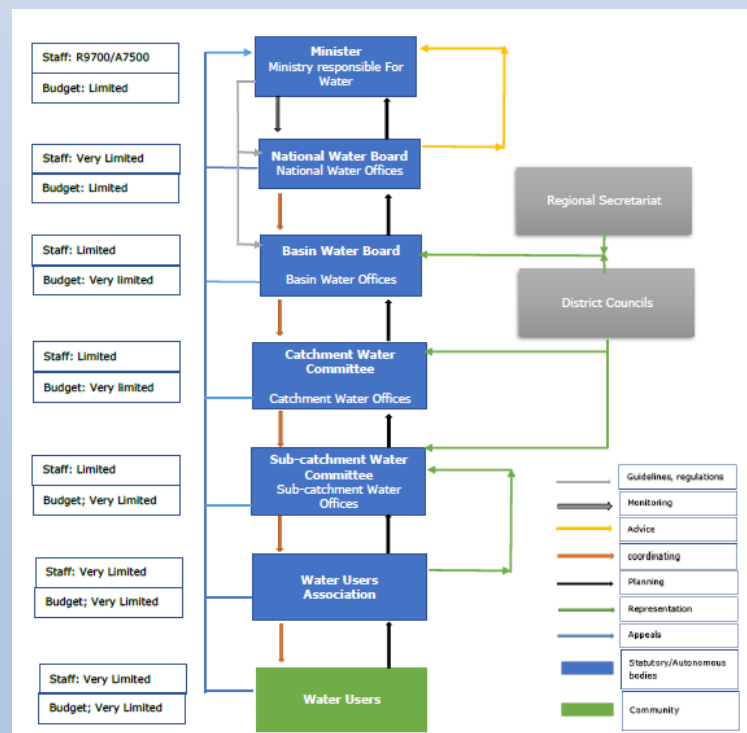 Staff: R9700/A7500
Budget: Limited
Minister
Ministry responsible For
Water
Staff: Very Limited
Budget: Limited
National Water Board
National Water Offices
Regional Secretariat
Staff: Limited
Budget: Very limited
Basin Water Board
Basin Water Offices
District Councils
Staff: Limited
Budget: Very limited
Catchment Water
Committee
Catchment Water Offices
Staff: Limited
Budget; Very Limited
Sub-catchment Water
Committee
Sub-catchment Water
Offices
Staff: Very Limited
Budget; Very Limited
Water Users
Association
Staff: Very Limited
Budget; Very Limited
Water Users
Guidelines, regulations
Monitoring
Advice
coordinating
Planning
Representation
Appeals
Statutory/Autonomous
bodies
Community